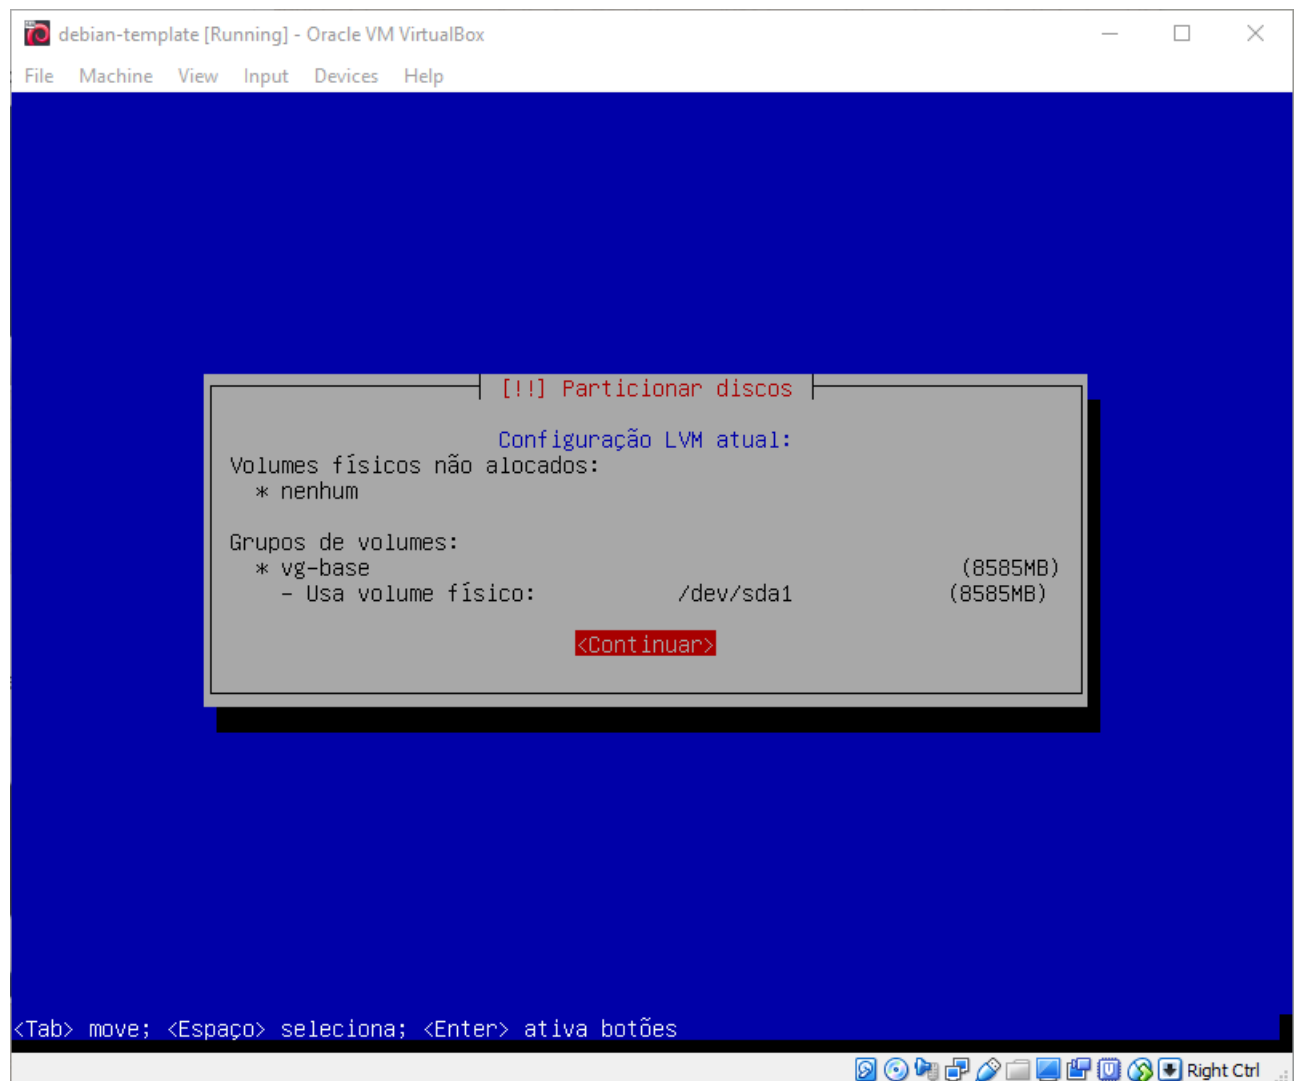 debian-template [Running] - Oracle VM VirtualBox
File Machine View Input Devices Help
[!!] Particionar discos
Configuração LVM atual:
Volumes físicos não alocados:
* nenhum
Grupos de volumes:
* vg-base (8585MB)
- Usa volume físico: /dev/sda1 (8585MB)
<Continuar>
<Tab> move; <Espaço> seleciona; <Enter> ativa botões
Right Ctrl